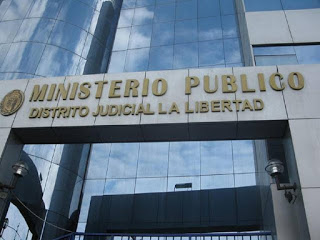 MINISTERIO PUBLICO
DISTRITO JUDICIAL LA LIBERTAD